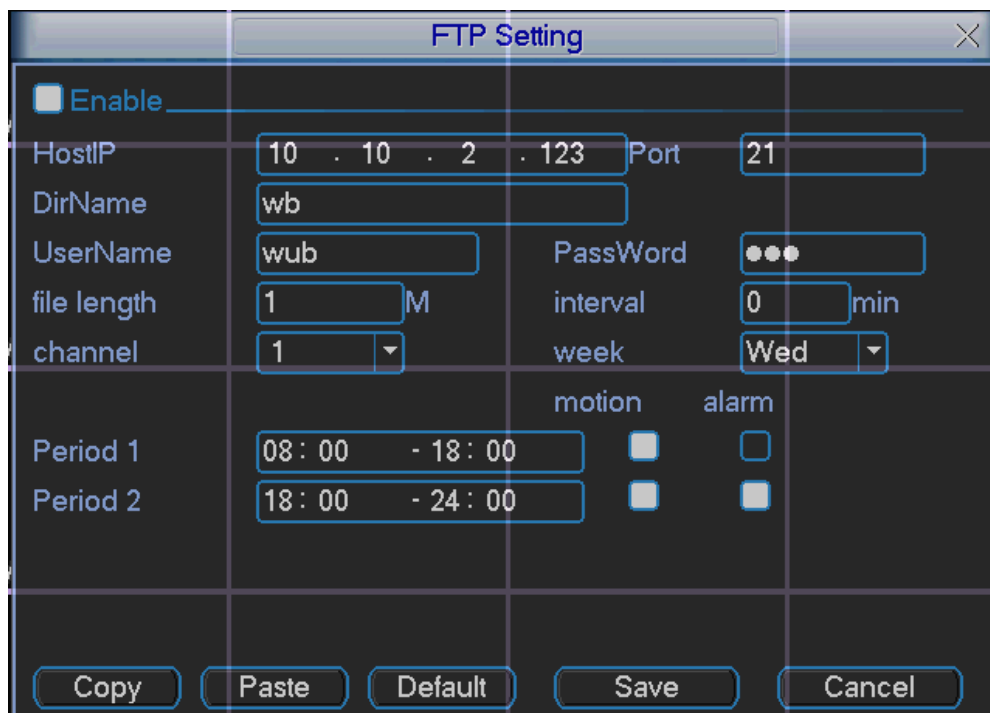 FTP Setting
Enable
HostIP 10 . 10 . 2 . 123 Port 21
DirName wb
UserName wub PassWord ●●●
file length 1 M interval 0 min
channel 1 week Wed
motion alarm
Period 1 08: 00 - 18: 00
Period 2 18: 00 - 24: 00
Copy Paste Default Save Cancel